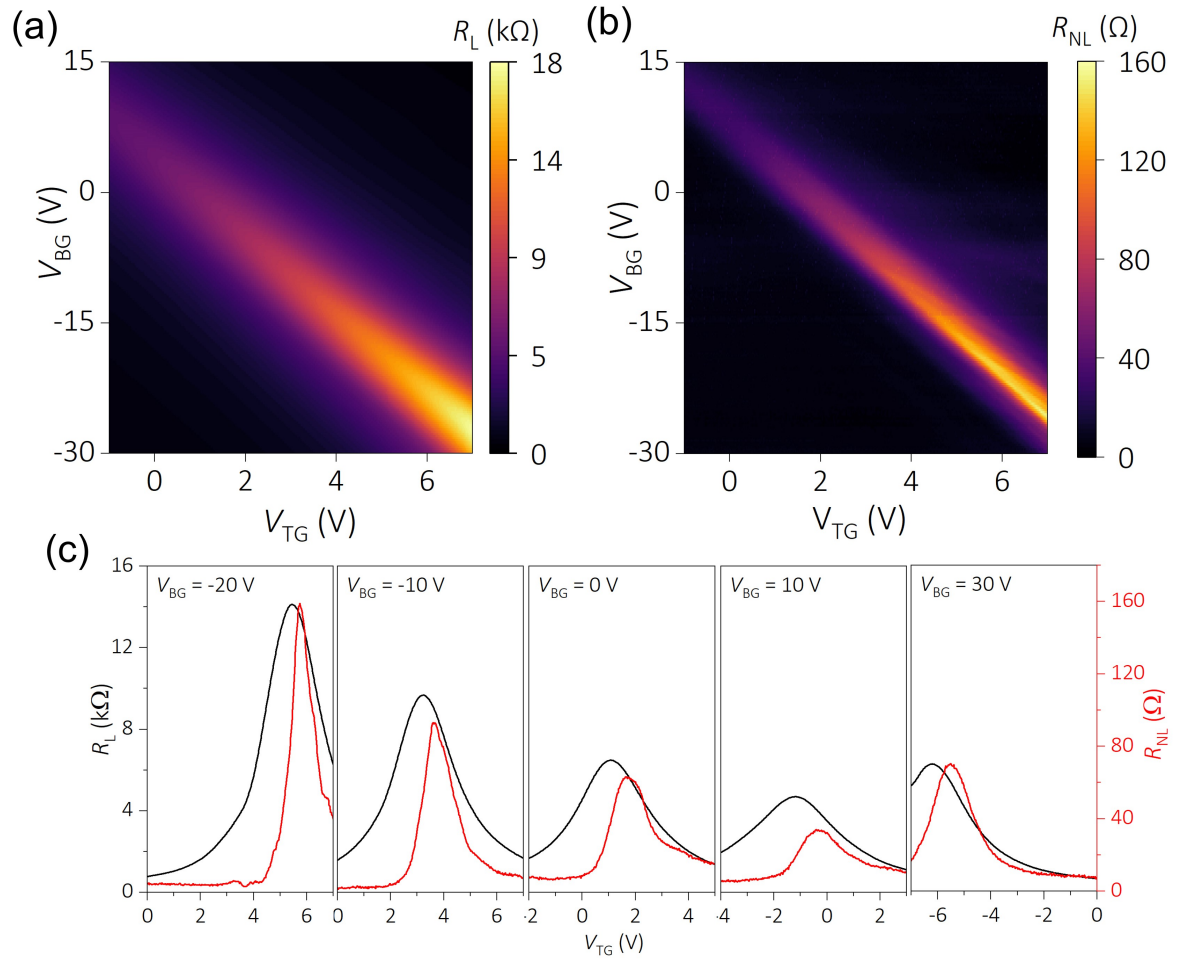 (a)
R_L (kΩ)
18
14
9
5
0
15
0
-15
-30
V_BG (V)
0 2 4 6
V_TG (V)
(b)
R_NL (Ω)
160
120
80
40
0
15
0
-15
-30
V_BG (V)
0 2 4 6
V_TG (V)
(c)
V_BG = -20 V
V_BG = -10 V
V_BG = 0 V
V_BG = 10 V
V_BG = 30 V
16
12
8
4
0
R_L (kΩ)
160
120
80
40
0
R_NL (Ω)
0 2 4 6
0 2 4 6
-2 0 2 4
-4 -2 0 2
-6 -4 -2 0
V_TG (V)